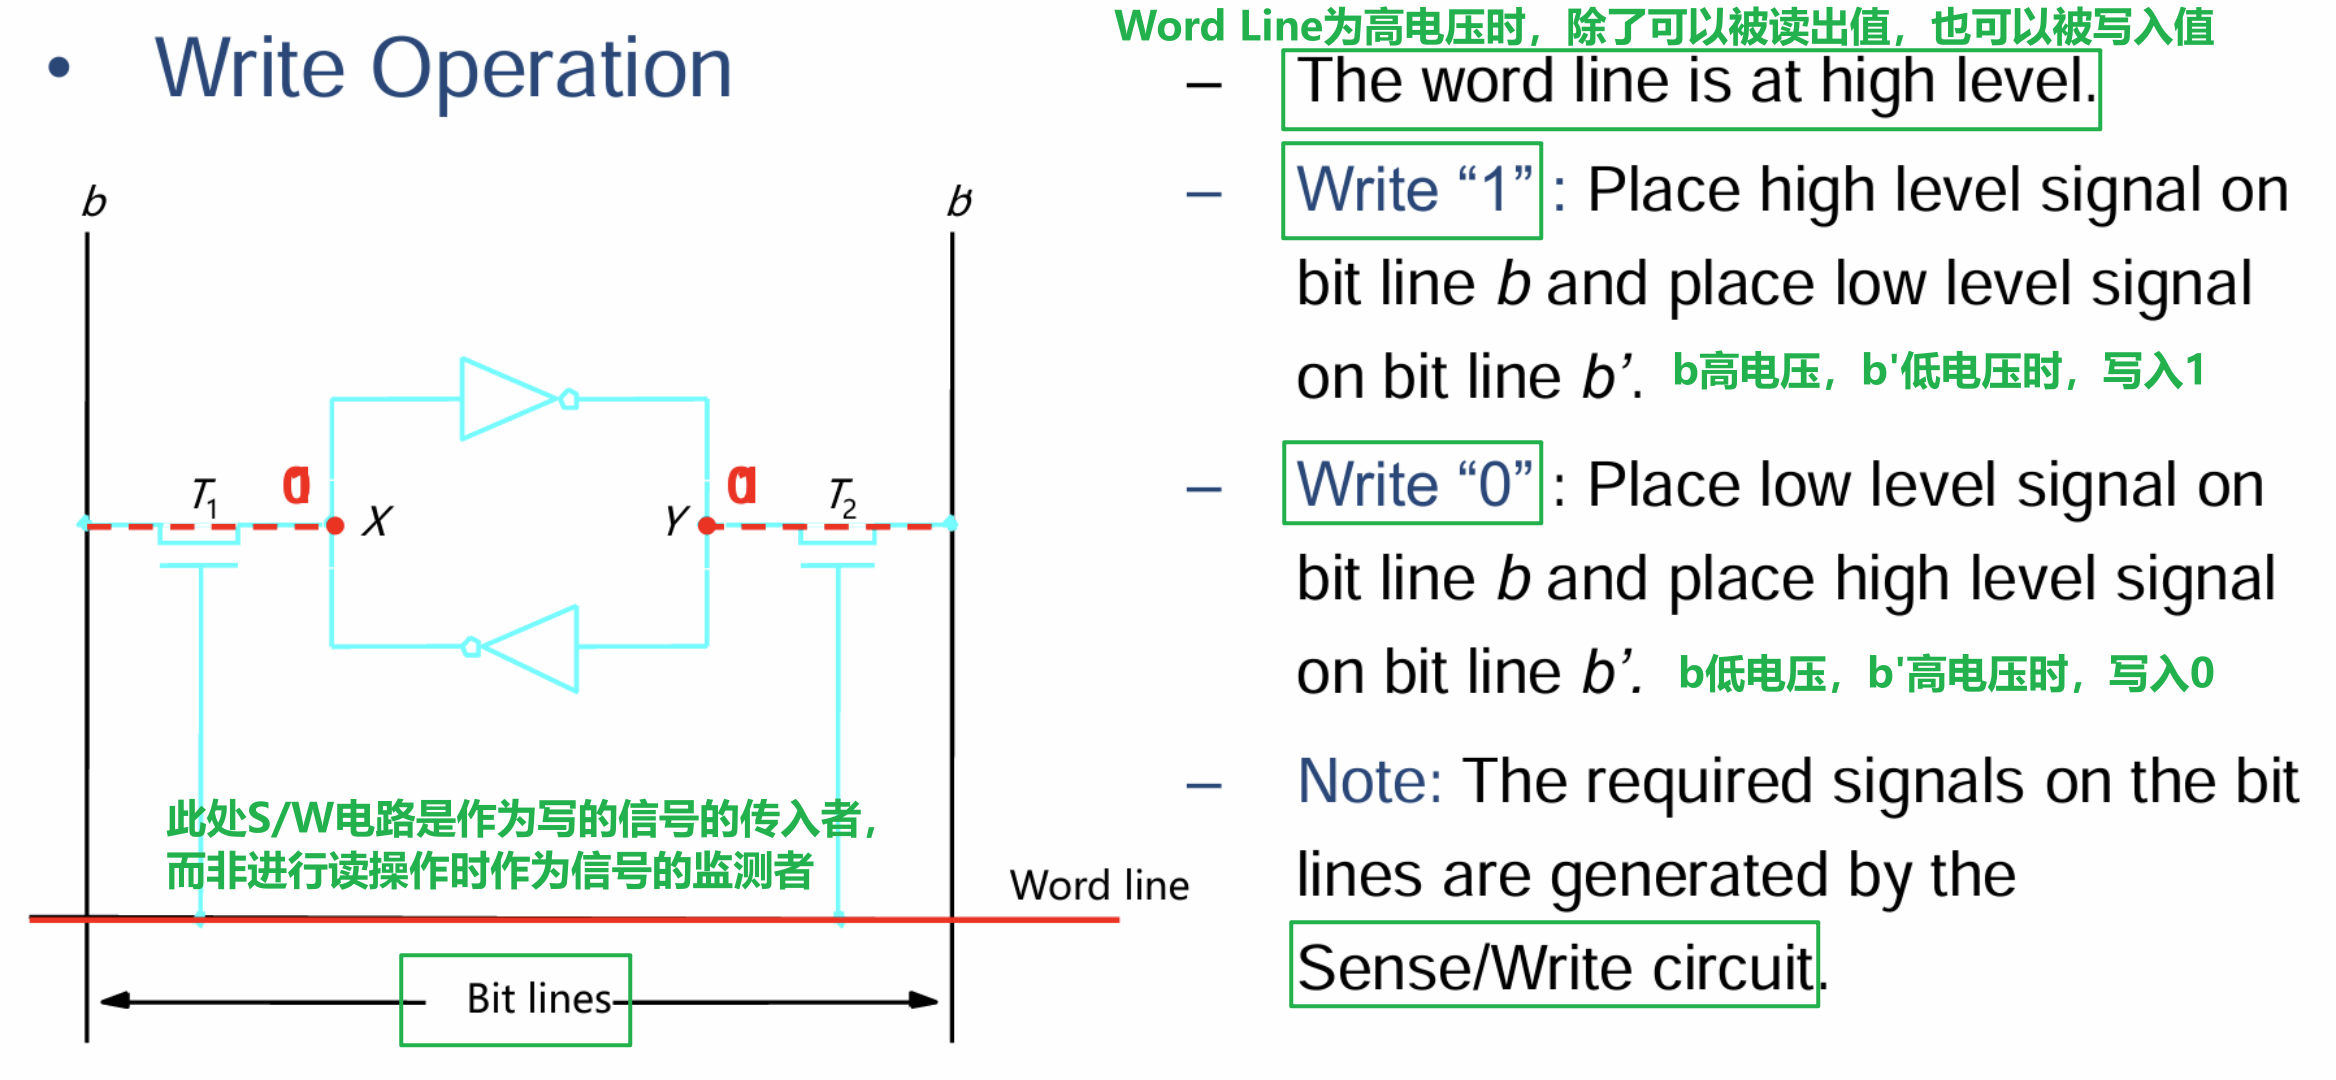 • Write Operation
Word Line为高电压时，除了可以被读出值，也可以被写入值
– The word line is at high level.
– Write “1” : Place high level signal on
bit line b and place low level signal
on bit line b’. b高电压，b'低电压时，写入1
– Write “0” : Place low level signal on
bit line b and place high level signal
on bit line b’. b低电压，b'高电压时，写入0
– Note: The required signals on the bit
lines are generated by the
Sense/Write circuit.
b
b'
T1
X
Y
T2
此处S/W电路是作为写的信号的传入者，
而非进行读操作时作为信号的监测者
Word line
Bit lines